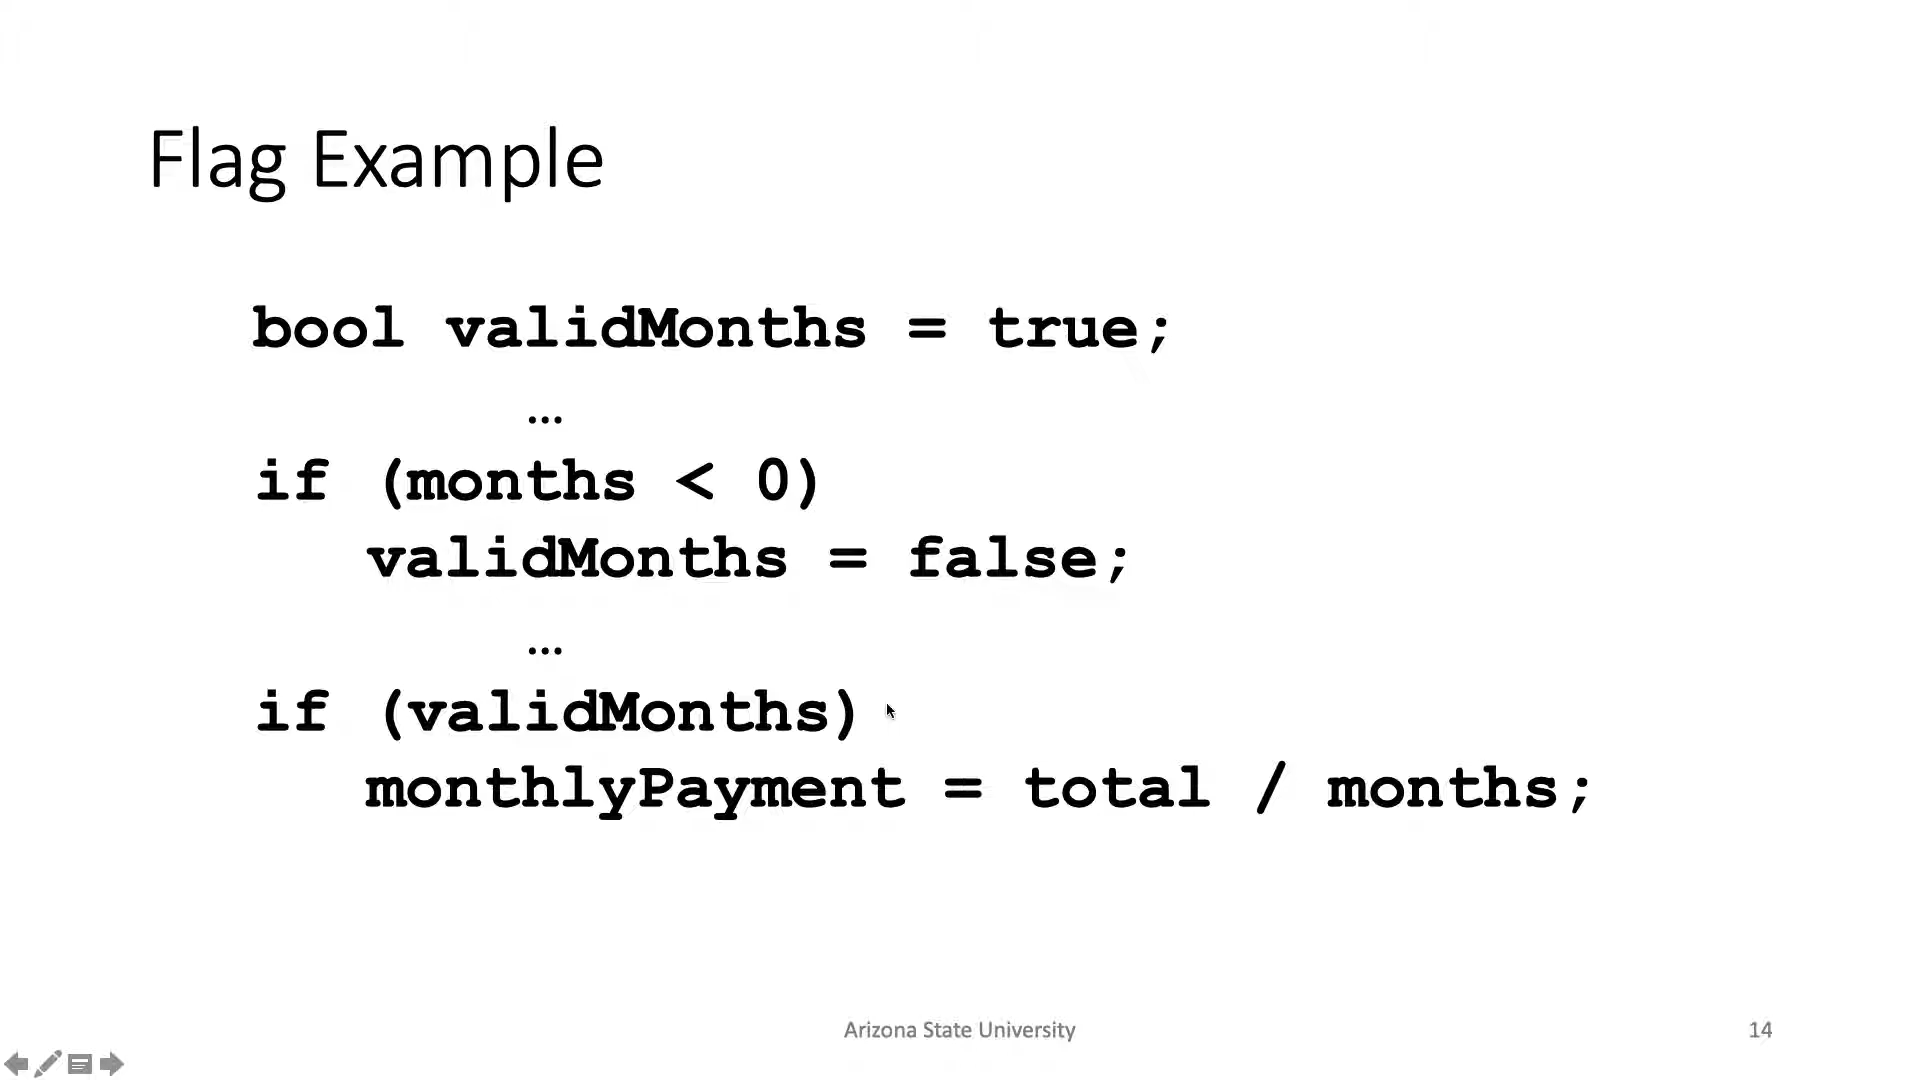 Flag Example
bool validMonths = true;
…
if (months < 0)
validMonths = false;
…
if (validMonths)
monthlyPayment = total / months;
Arizona State University
14